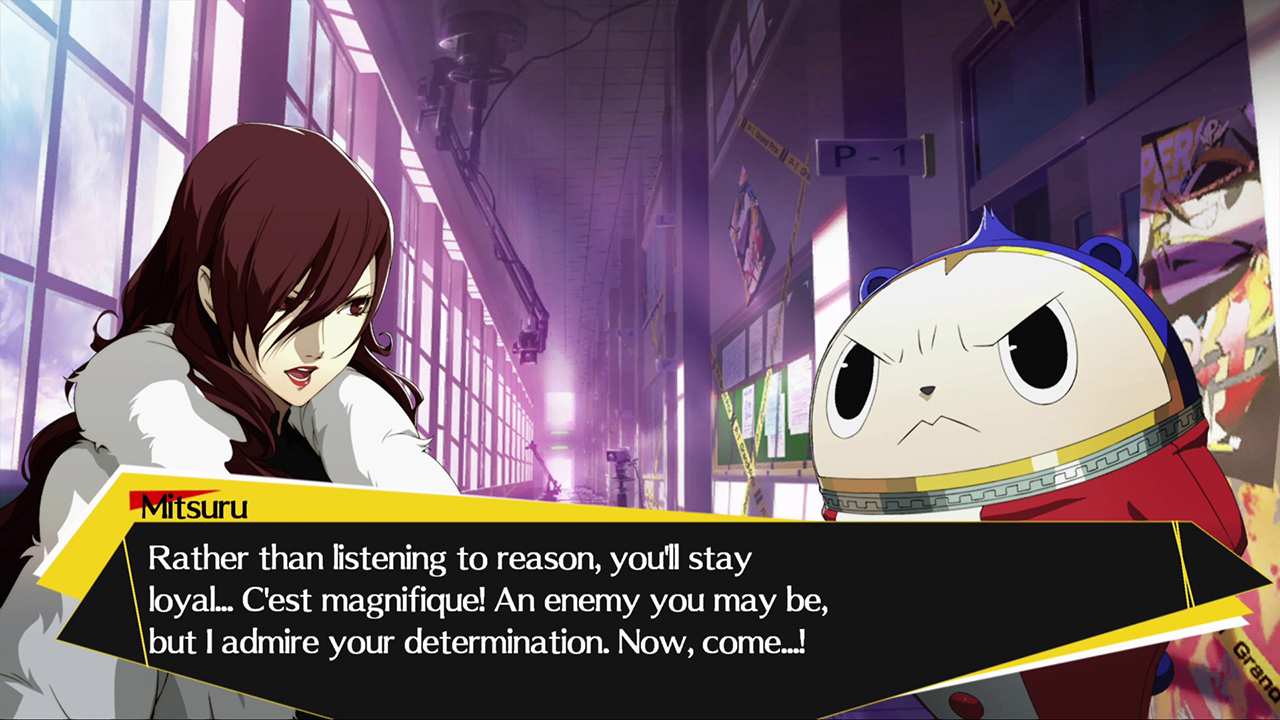 P-1
Mitsuru
Rather than listening to reason, you'll stay
loyal... C'est magnifique! An enemy you may be,
but I admire your determination. Now, come...!